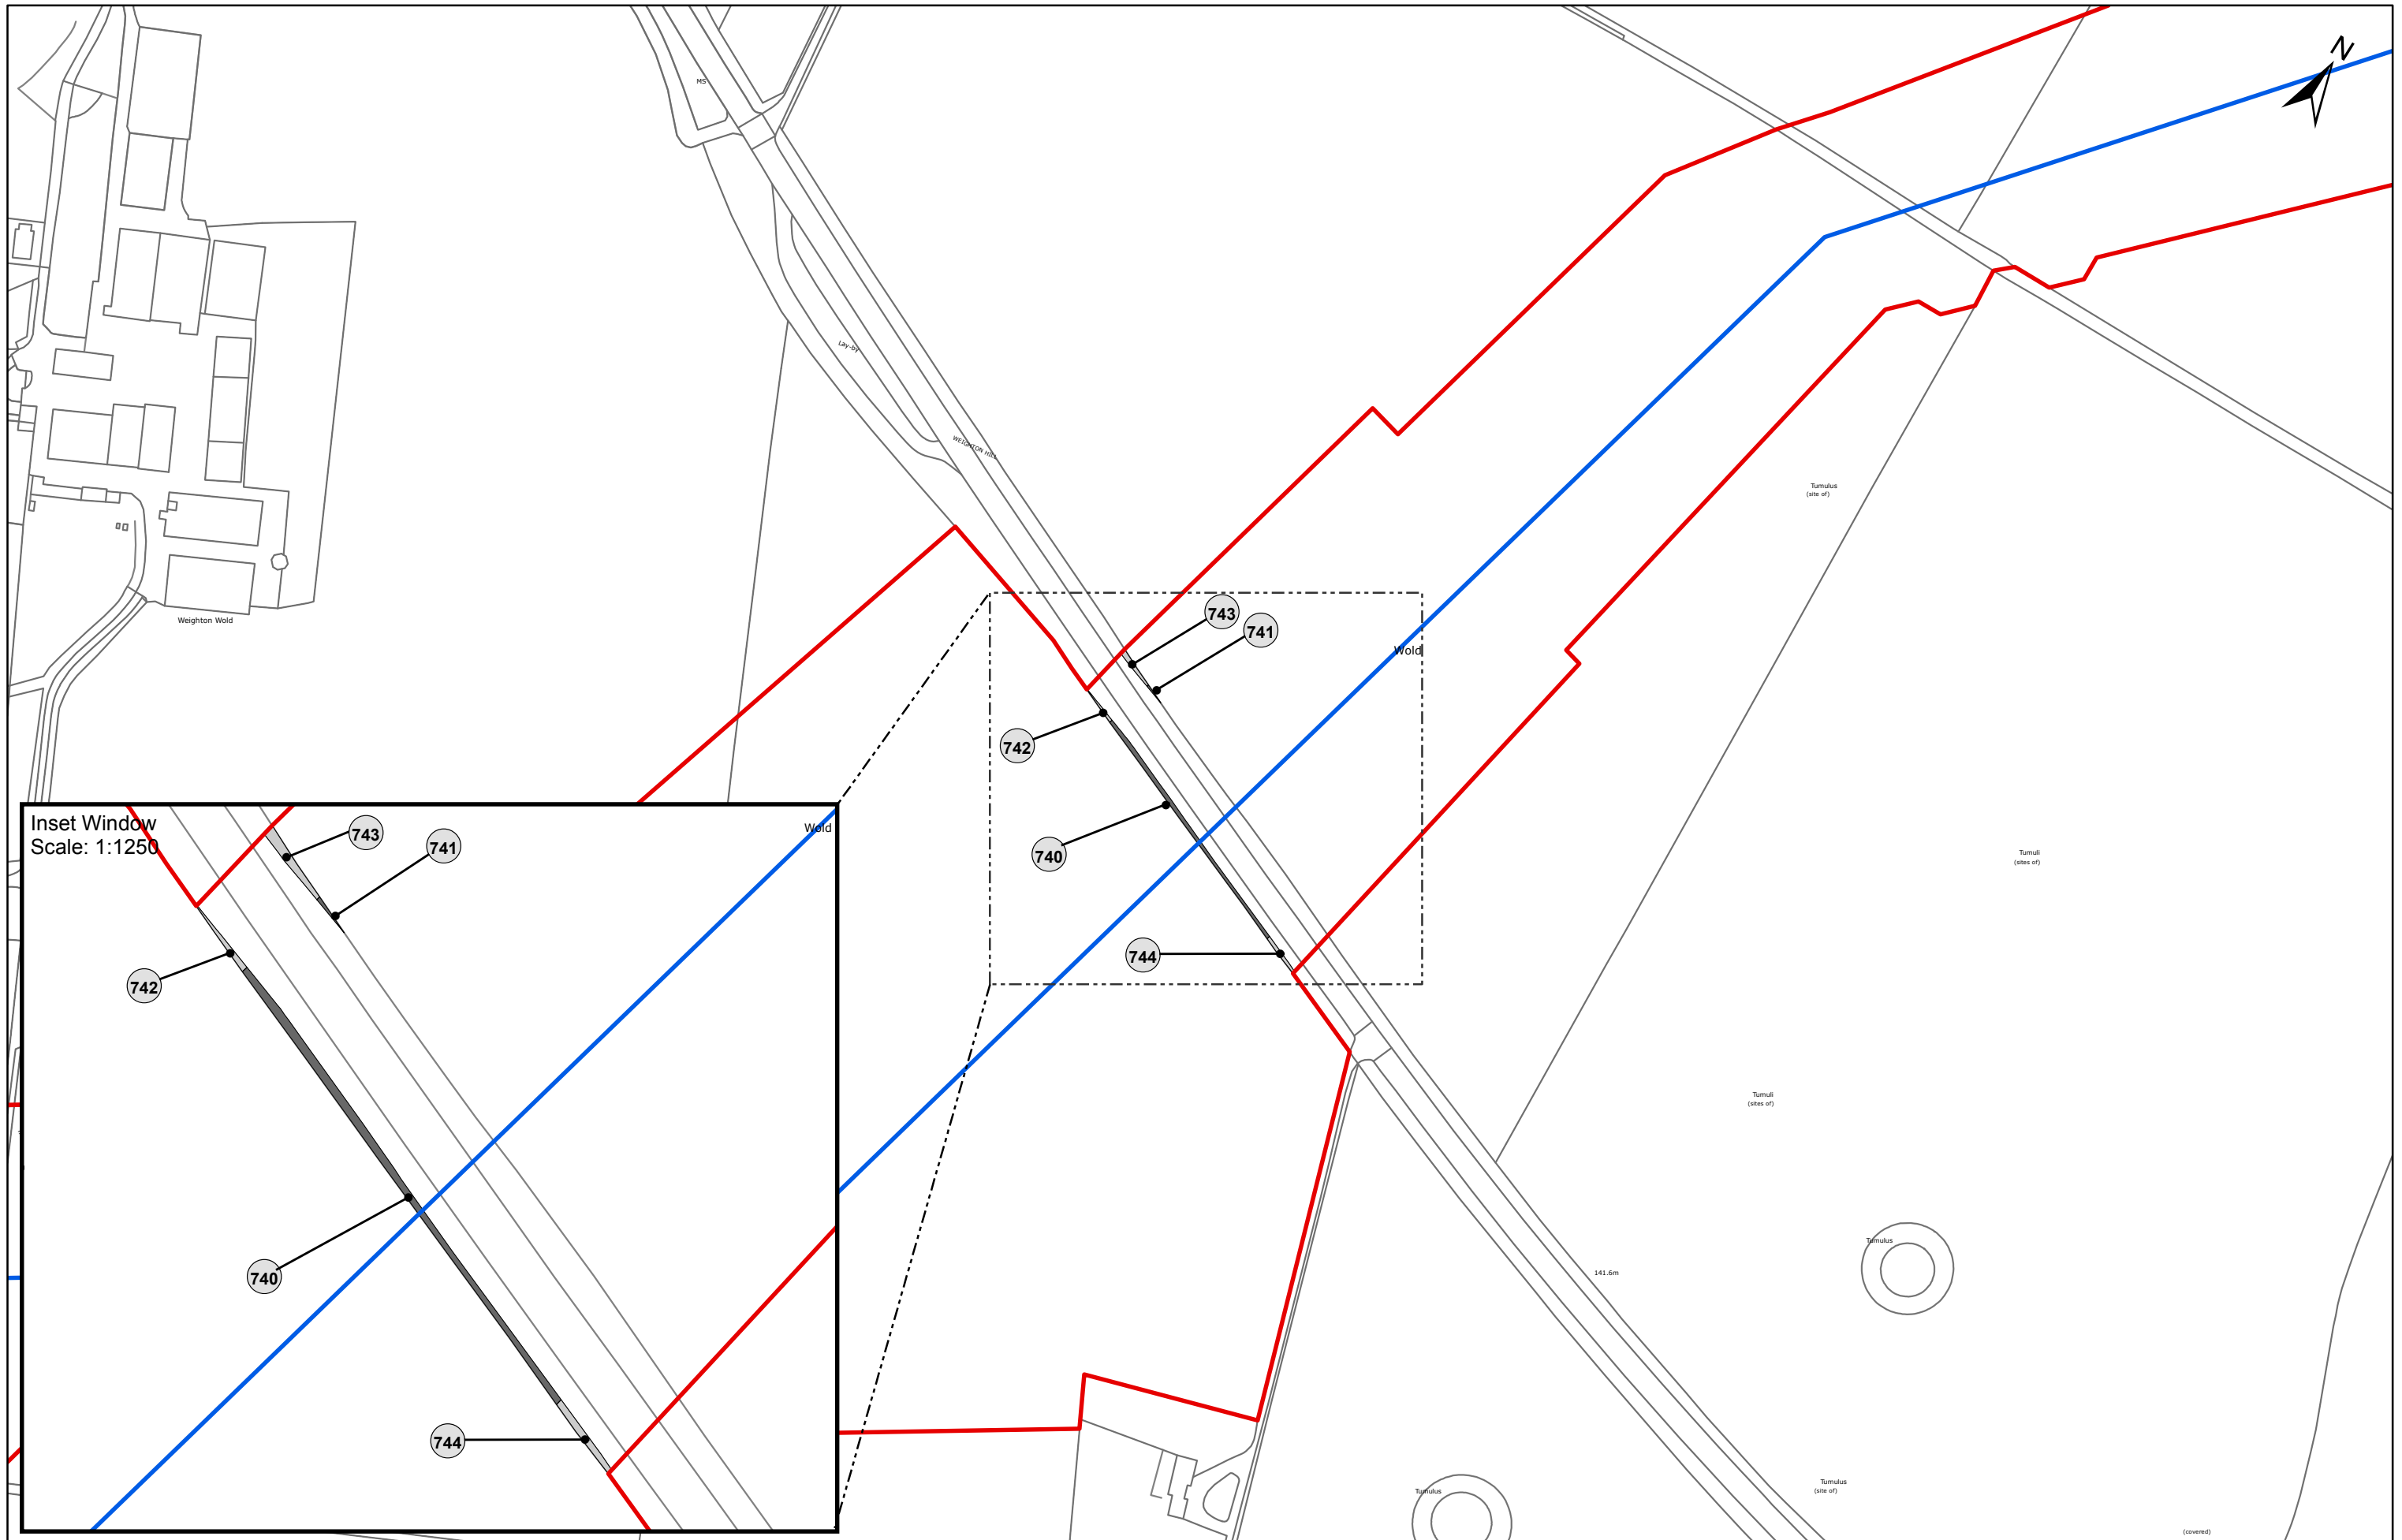 N
MS
Lay-by
WEIGHTON HILL
Tumulus
(site of)
Weighton Wold
743
741
Wold
742
740
744
Inset Window
Scale: 1:1250
743
741
Wold
742
740
744
Tumuli
(sites of)
Tumuli
(sites of)
Tumulus
141.6m
Tumulus
Tumulus
(site of)
(covered)